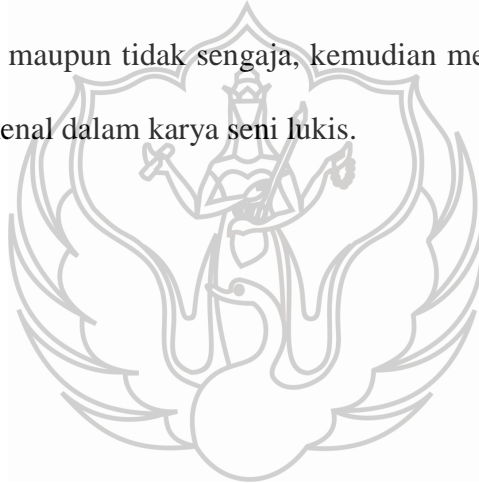 maupun tidak sengaja, kemudian me
enal dalam karya seni lukis.